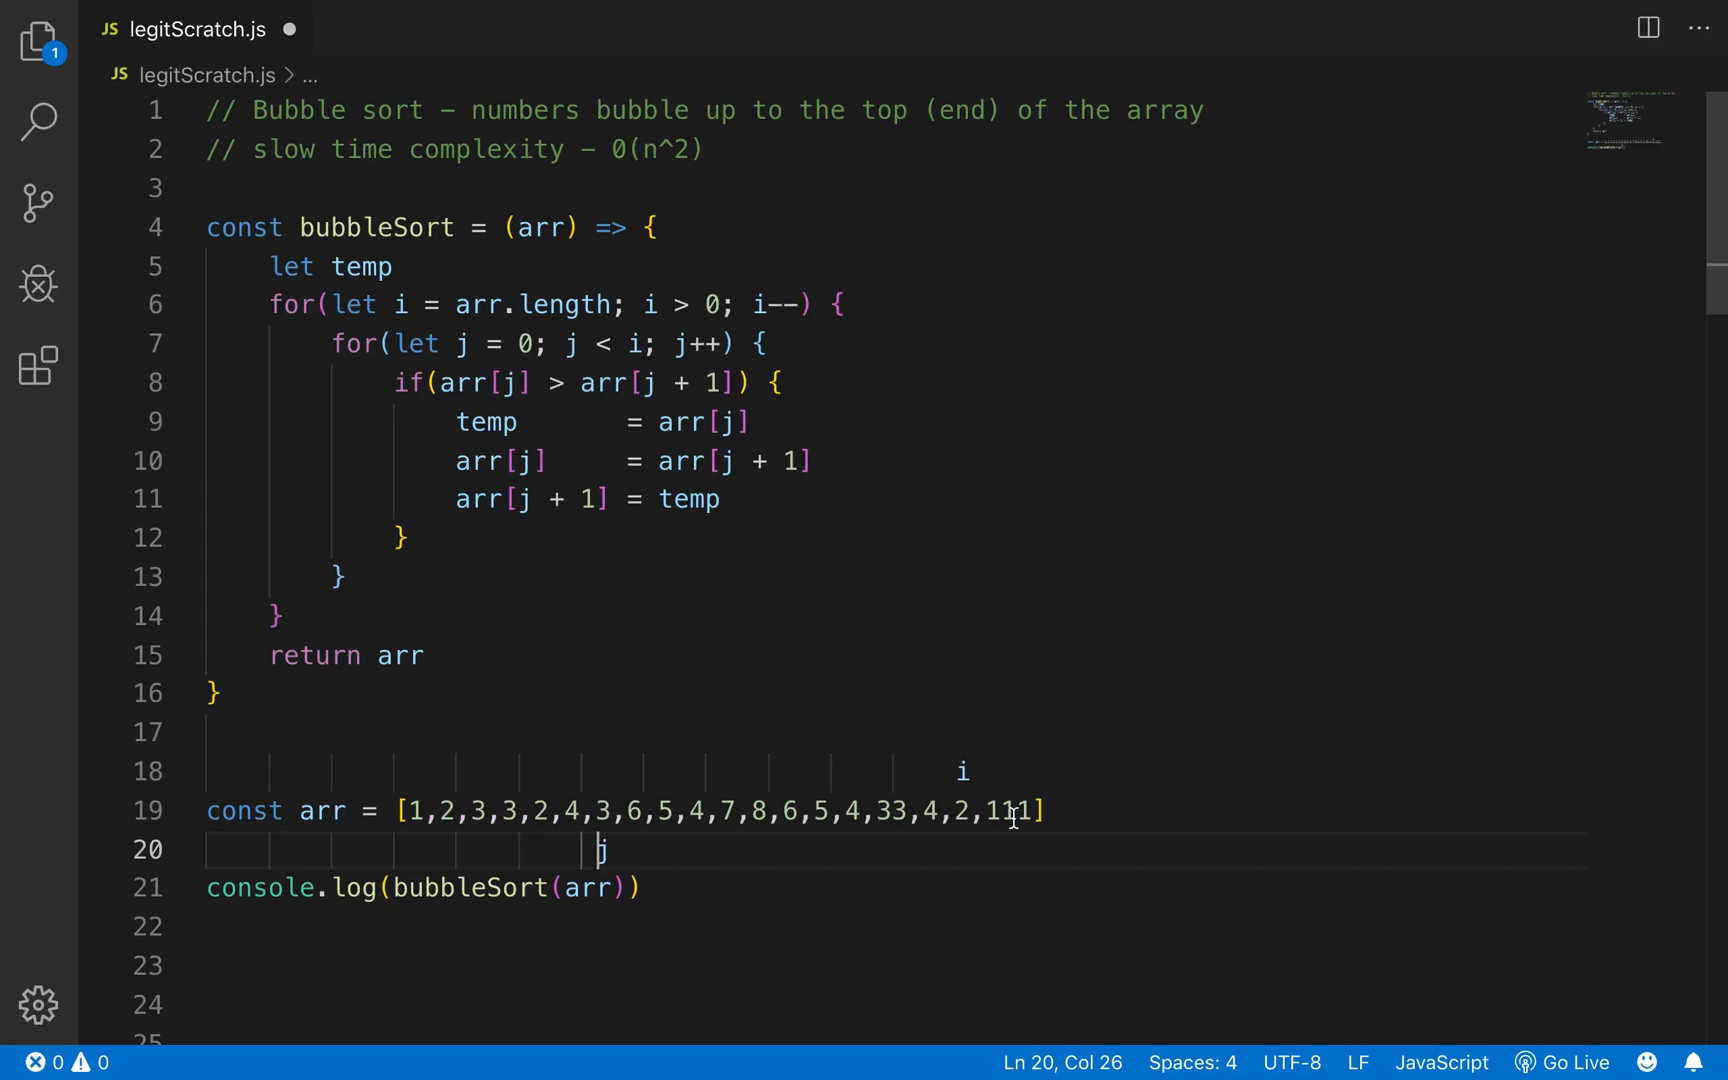 JS legitScratch.js
1
JS legitScratch.js > ...
1 // Bubble sort – numbers bubble up to the top (end) of the array
2 // slow time complexity – 0(n^2)
3
4 const bubbleSort = (arr) => {
5 let temp
6 for(let i = arr.length; i > 0; i--) {
7 for(let j = 0; j < i; j++) {
8 if(arr[j] > arr[j + 1]) {
9 temp = arr[j]
10 arr[j] = arr[j + 1]
11 arr[j + 1] = temp
12 }
13 }
14 }
15 return arr
16 }
17
18 i
19 const arr = [1,2,3,3,2,4,3,6,5,4,7,8,6,5,4,33,4,2,111]
20 j
21 console.log(bubbleSort(arr))
22
23
24
25
0 0 Ln 20, Col 26 Spaces: 4 UTF-8 LF JavaScript Go Live